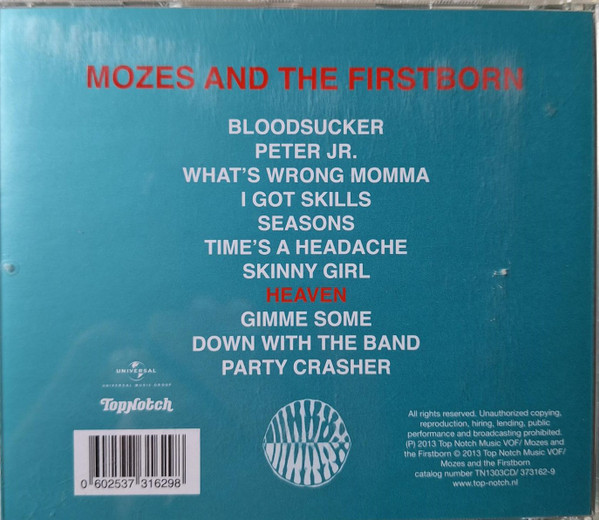 MOZES AND THE FIRSTBORN
BLOODSUCKER
PETER JR.
WHAT'S WRONG MOMMA
I GOT SKILLS
SEASONS
TIME'S A HEADACHE
SKINNY GIRL
HEAVEN
GIMME SOME
DOWN WITH THE BAND
PARTY CRASHER
UNIVERSAL
UNIVERSAL MUSIC GROUP
TopNotch
0 602537 316298
All rights reserved. Unauthorized copying,
reproduction, hiring, lending, public
performance and broadcasting prohibited.
(P) 2013 Top Notch Music VOF/ Mozes and
the Firstborn © 2013 Top Notch Music VOF/
Mozes and the Firstborn
catalog number TN1303CD/ 373162-9
www.top-notch.nl